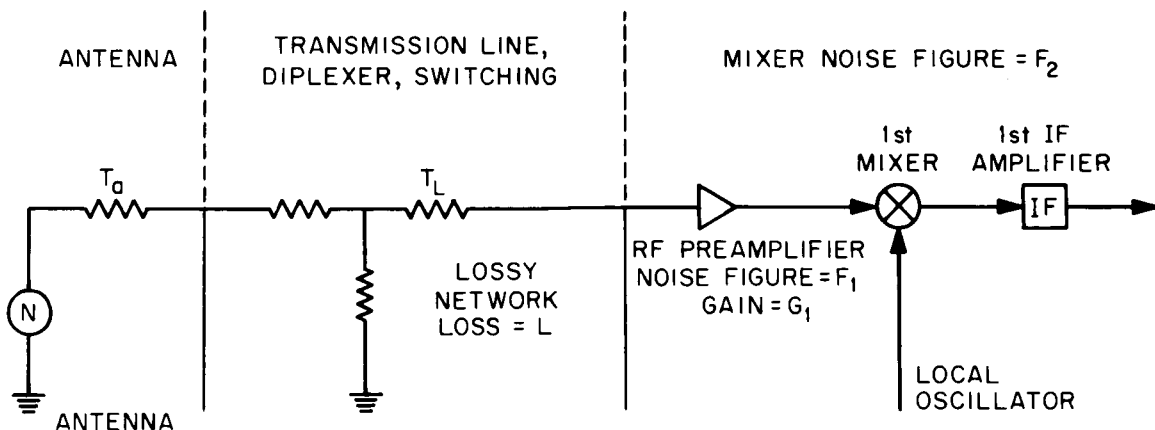 ANTENNA
TRANSMISSION LINE,
DIPLEXER, SWITCHING
MIXER NOISE FIGURE = F₂
Tₐ
T_L
1st
MIXER
1st IF
AMPLIFIER
IF
N
LOSSY
NETWORK
LOSS = L
RF PREAMPLIFIER
NOISE FIGURE=F₁
GAIN=G₁
LOCAL
OSCILLATOR
ANTENNA